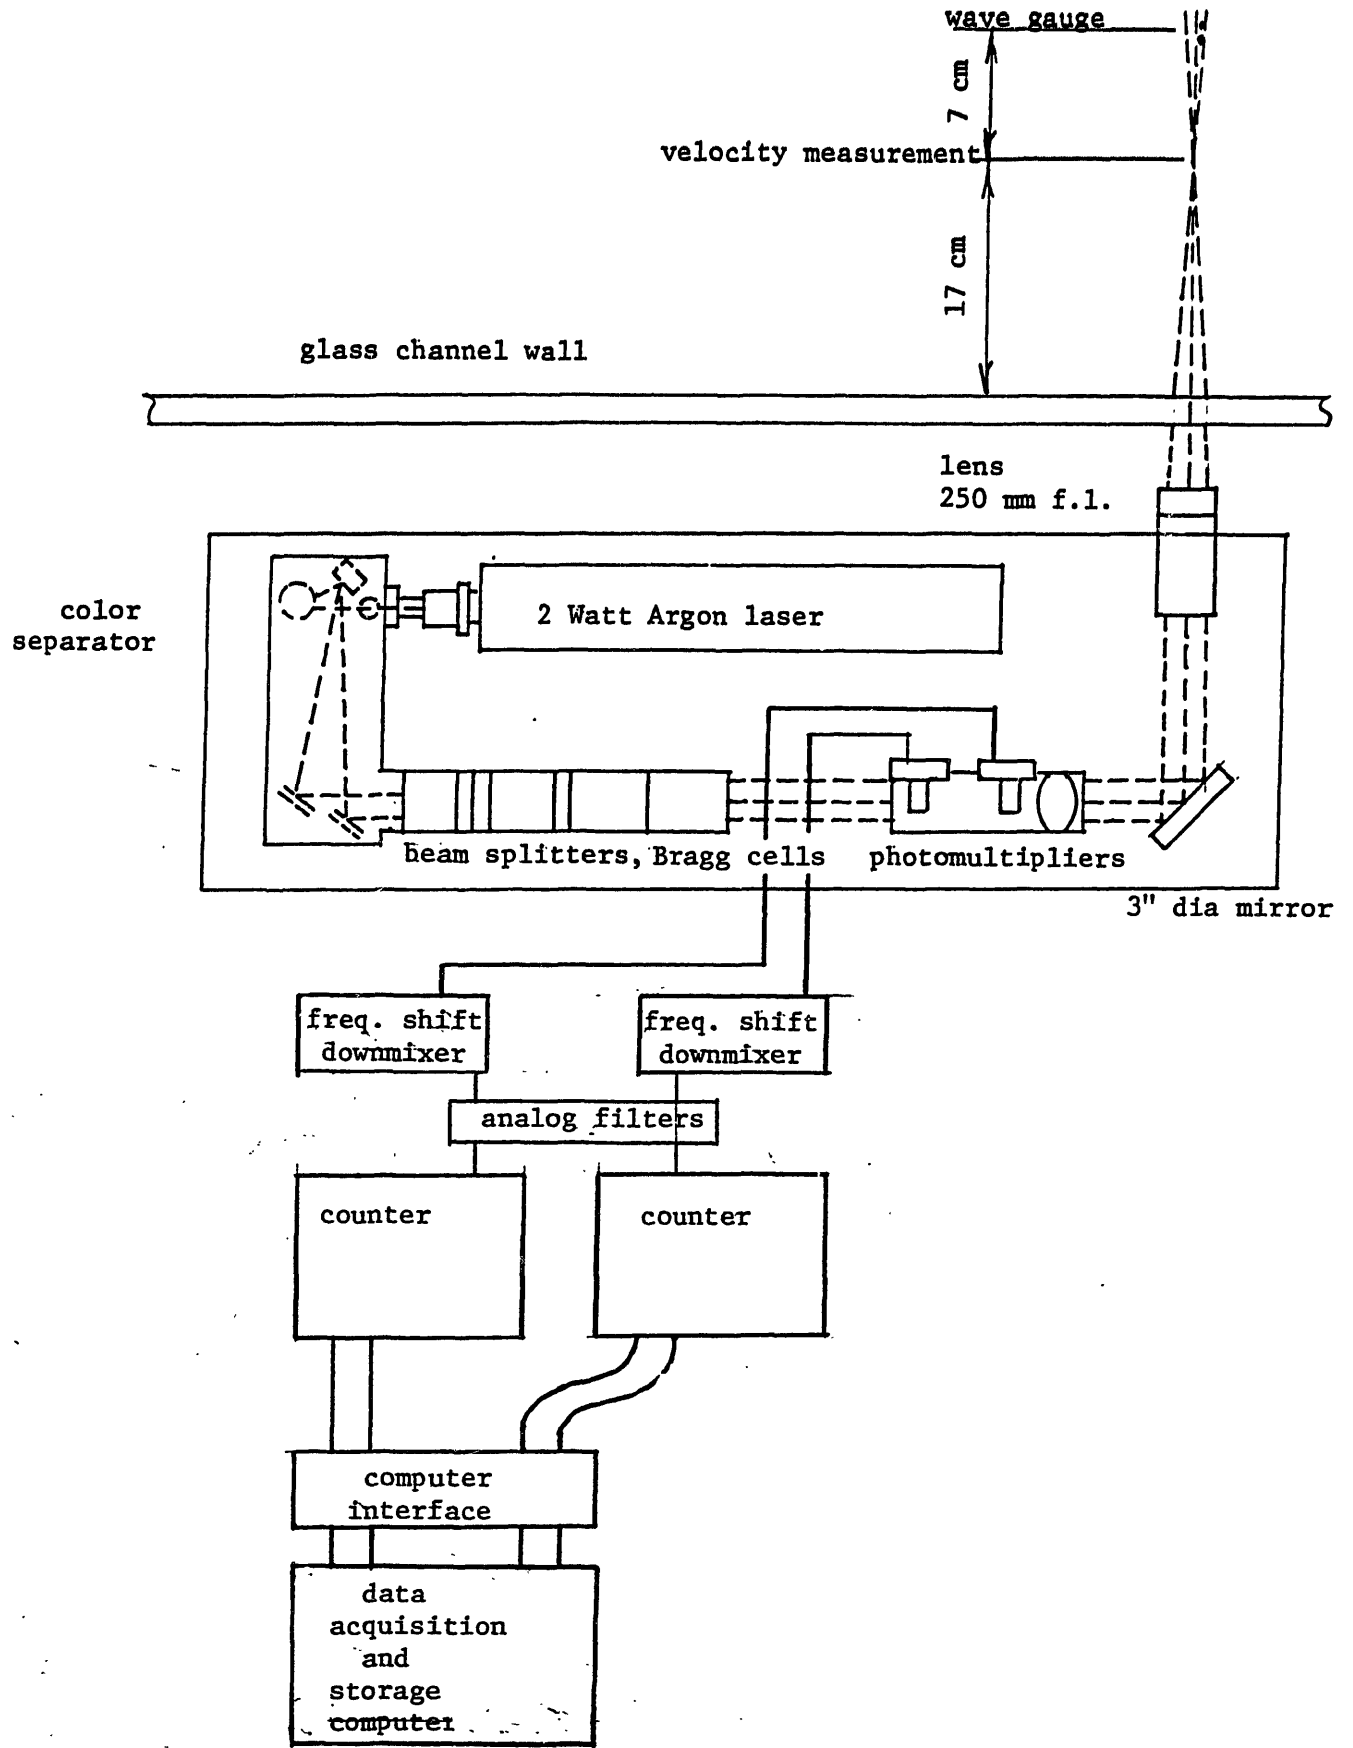 wave gauge
7 cm
velocity measurement
17 cm
glass channel wall
lens
250 mm f.l.
color
separator
2 Watt Argon laser
beam splitters, Bragg cells
photomultipliers
3" dia mirror
freq. shift
downmixer
freq. shift
downmixer
analog filters
counter
counter
computer
interface
data
acquisition
and
storage
computer